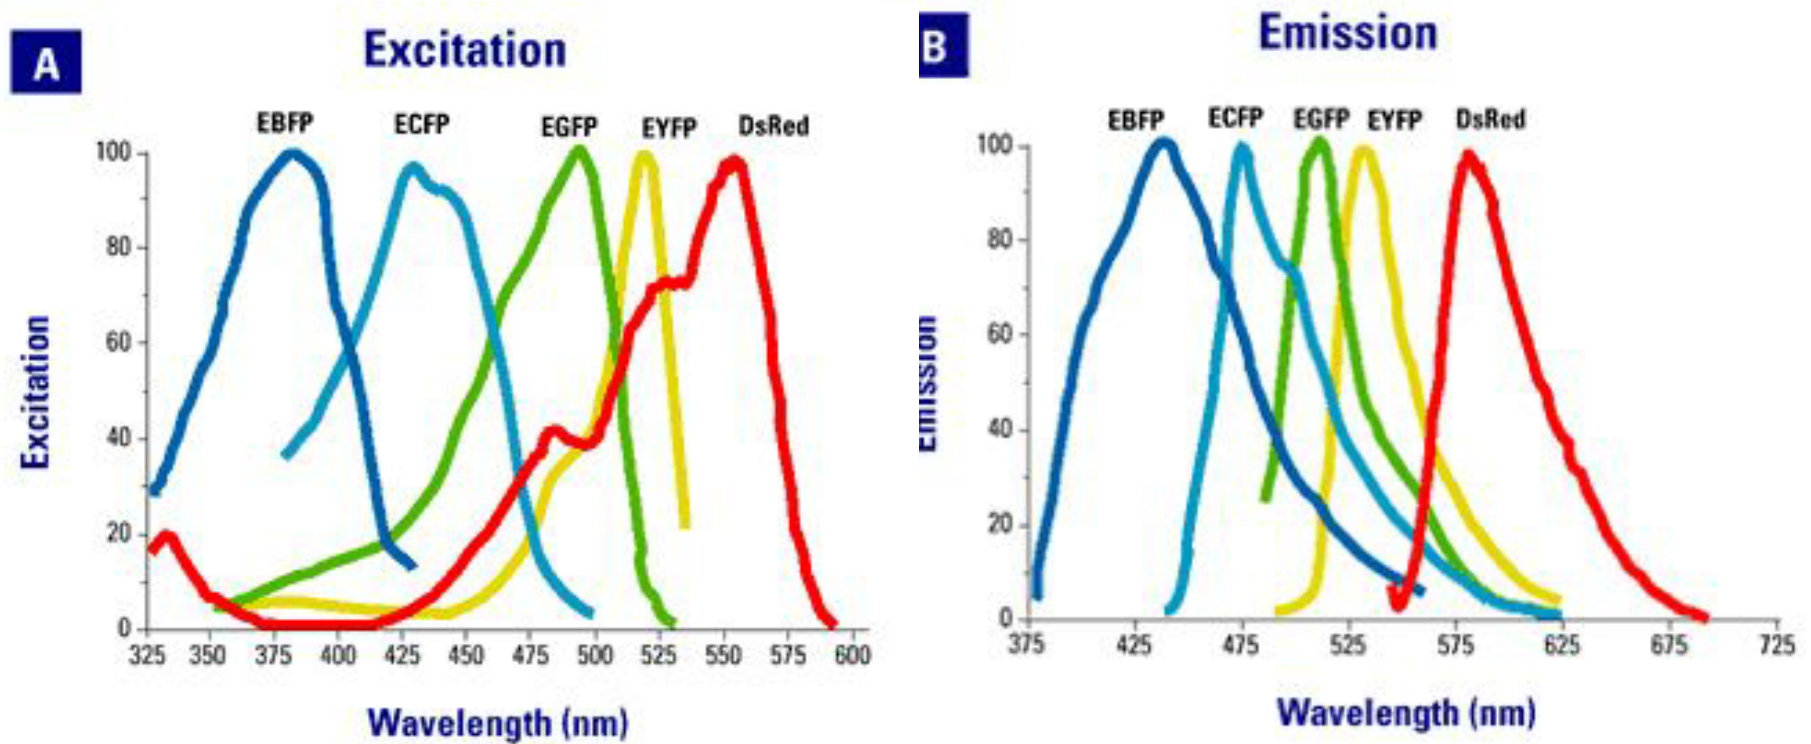 A
Excitation
EBFP ECFP EGFP EYFP DsRed
100
80
60
40
20
0
Excitation
325 350 375 400 425 450 475 500 525 550 575 600
Wavelength (nm)
B
Emission
EBFP ECFP EGFP EYFP DsRed
100
80
60
40
20
0
Emission
375 425 475 525 575 625 675 725
Wavelength (nm)